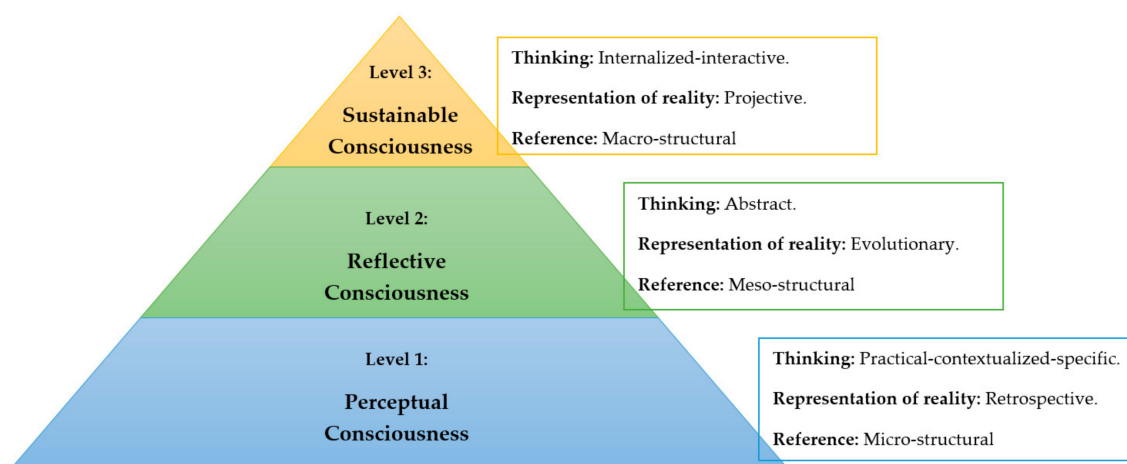 Level 3:
Sustainable
Consciousness
Thinking: Internalized-interactive.
Representation of reality: Projective.
Reference: Macro-structural
Level 2:
Reflective
Consciousness
Thinking: Abstract.
Representation of reality: Evolutionary.
Reference: Meso-structural
Level 1:
Perceptual
Consciousness
Thinking: Practical-contextualized-specific.
Representation of reality: Retrospective.
Reference: Micro-structural